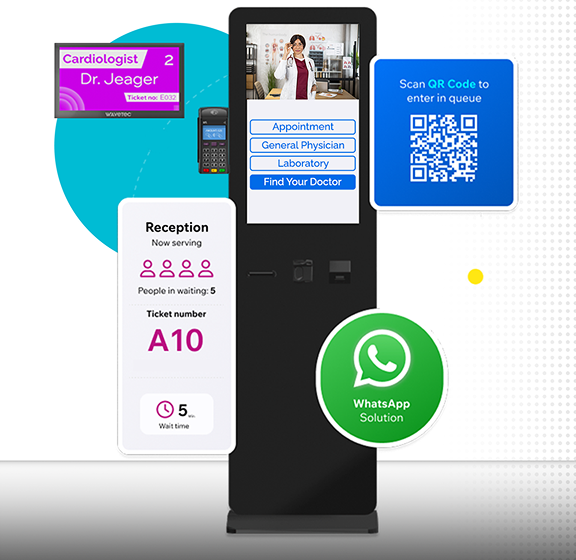 Cardiologist 2
Dr. Jeager
Ticket no: E032
WAVETEC
Appointment
General Physician
Laboratory
Find Your Doctor
Scan QR Code to
enter in queue
Reception
Now serving
People in waiting: 5
Ticket number
A10
5
Wait time
WhatsApp
Solution